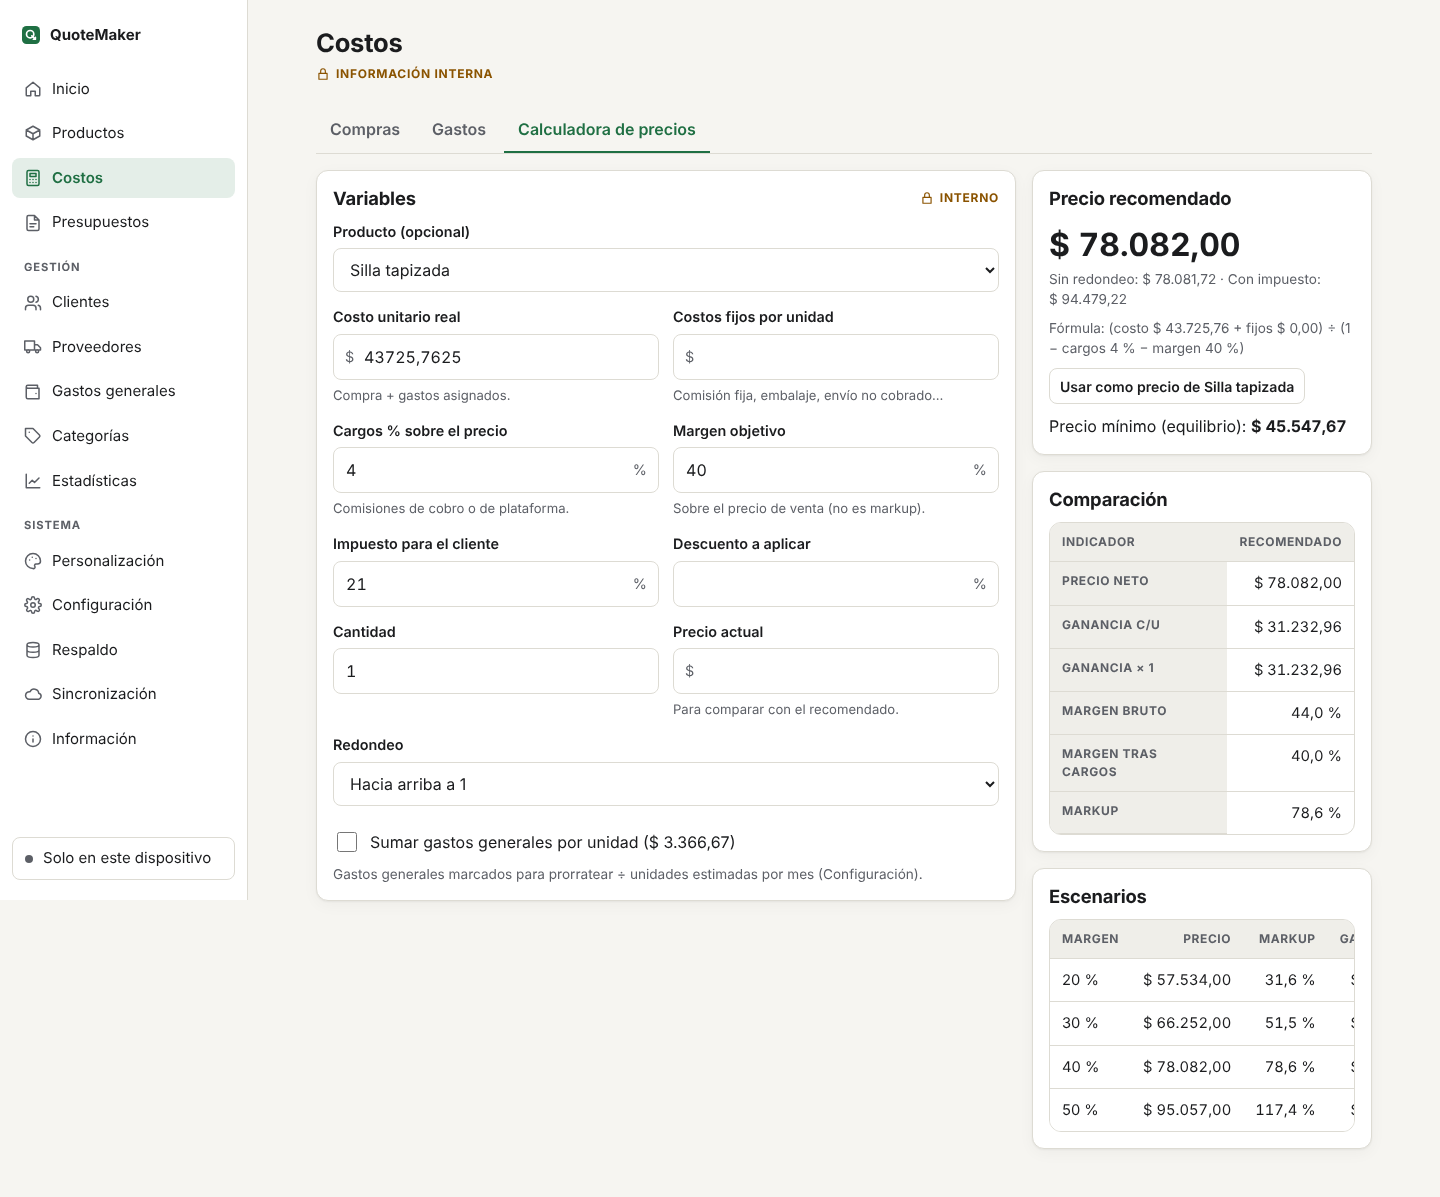 QuoteMaker
Inicio
Productos
Costos
Presupuestos
GESTIÓN
Clientes
Proveedores
Gastos generales
Categorías
Estadísticas
SISTEMA
Personalización
Configuración
Respaldo
Sincronización
Información
Solo en este dispositivo
Costos
INFORMACIÓN INTERNA
Compras Gastos Calculadora de precios
Variables INTERNO
Producto (opcional)
Silla tapizada
Costo unitario real Costos fijos por unidad
$ 43725,7625 $
Compra + gastos asignados. Comisión fija, embalaje, envío no cobrado...
Cargos % sobre el precio Margen objetivo
4 % 40 %
Comisiones de cobro o de plataforma. Sobre el precio de venta (no es markup).
Impuesto para el cliente Descuento a aplicar
21 % %
Cantidad Precio actual
1 $
Para comparar con el recomendado.
Redondeo
Hacia arriba a 1
Sumar gastos generales por unidad ($ 3.366,67)
Gastos generales marcados para prorratear ÷ unidades estimadas por mes (Configuración).
Precio recomendado
$ 78.082,00
Sin redondeo: $ 78.081,72 · Con impuesto:
$ 94.479,22
Fórmula: (costo $ 43.725,76 + fijos $ 0,00) ÷ (1
− cargos 4 % − margen 40 %)
Usar como precio de Silla tapizada
Precio mínimo (equilibrio): $ 45.547,67
Comparación
INDICADOR RECOMENDADO
PRECIO NETO $ 78.082,00
GANANCIA C/U $ 31.232,96
GANANCIA × 1 $ 31.232,96
MARGEN BRUTO 44,0 %
MARGEN TRAS 40,0 %
CARGOS
MARKUP 78,6 %
Escenarios
MARGEN PRECIO MARKUP
20 % $ 57.534,00 31,6 %
30 % $ 66.252,00 51,5 %
40 % $ 78.082,00 78,6 %
50 % $ 95.057,00 117,4 %